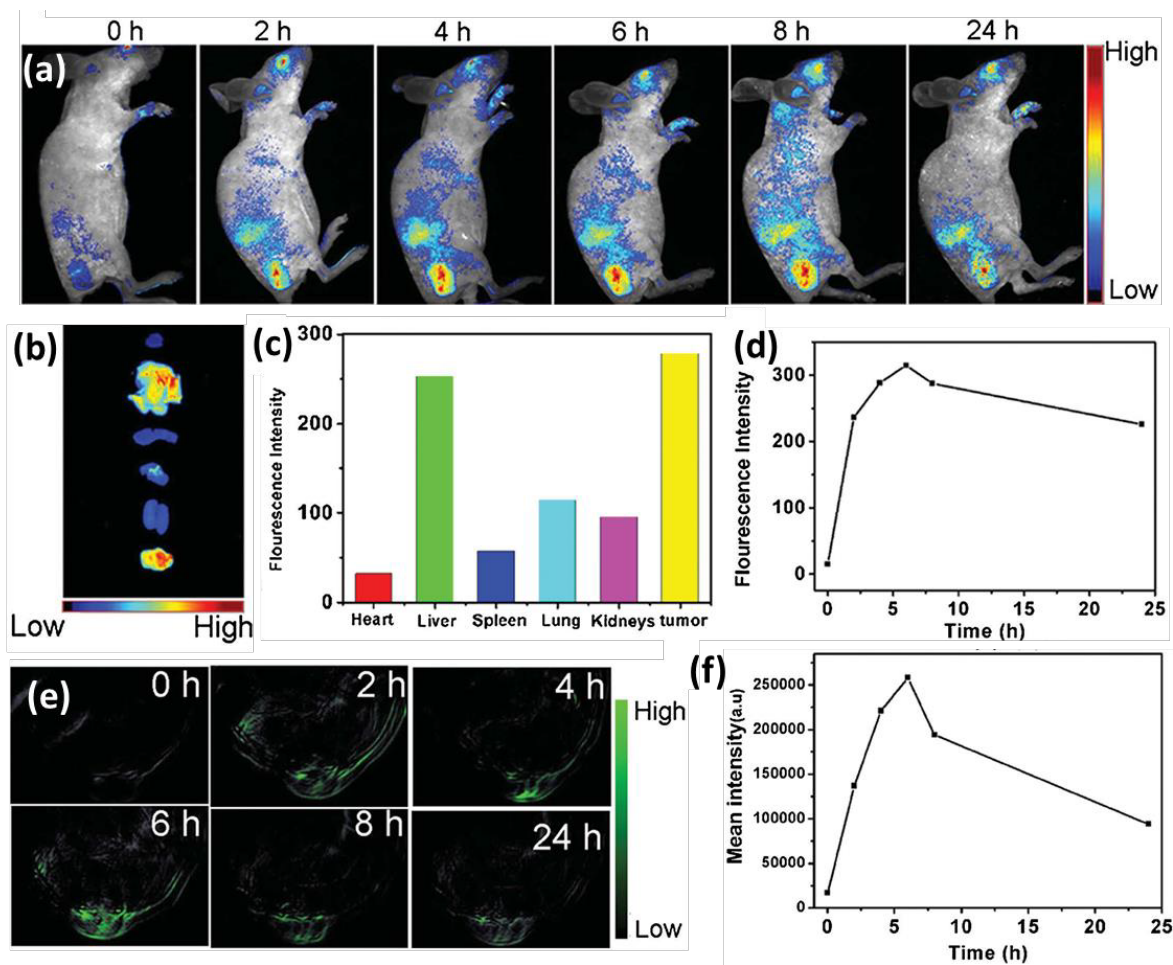 0 h 2 h 4 h 6 h 8 h 24 h
(a)
High
Low
(b)
Low High
(c)
Flourescence Intensity
300
200
100
0
Heart Liver Spleen Lung Kidneys tumor
(d)
Flourescence Intensity
300
200
100
0
0 5 10 15 20 25
Time (h)
(e)
0 h 2 h 4 h
6 h 8 h 24 h
High
Low
(f)
Mean intensity(a.u)
250000
200000
150000
100000
50000
0
0 5 10 15 20 25
Time (h)